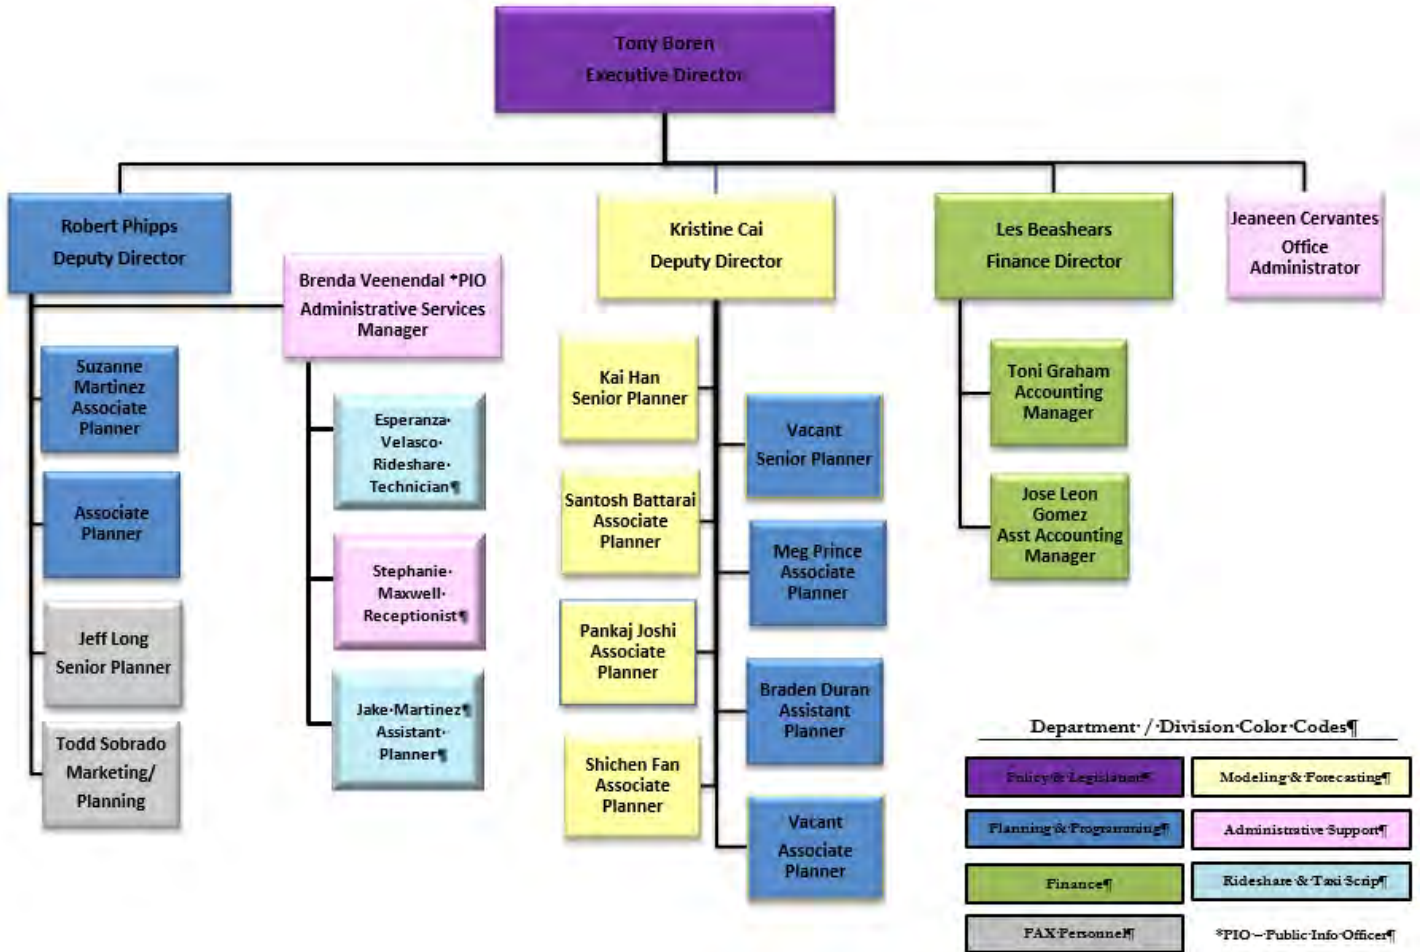 Tony Boren
Executive Director
Robert Phipps
Deputy Director
Brenda Veenendal *PIO
Administrative Services
Manager
Kristine Cai
Deputy Director
Les Beashears
Finance Director
Jeaneen Cervantes
Office
Administrator
Suzanne
Martinez
Associate
Planner
Associate
Planner
Jeff Long
Senior Planner
Todd Sobrado
Marketing/
Planning
Esperanza·
Velasco·
Rideshare·
Technician¶
Stephanie·
Maxwell·
Receptionist¶
Jake·Martinez¶
Assistant·
Planner¶
Kai Han
Senior Planner
Santosh Battarai
Associate
Planner
Pankaj Joshi
Associate
Planner
Shichen Fan
Associate
Planner
Vacant
Senior Planner
Meg Prince
Associate
Planner
Braden Duran
Assistant
Planner
Vacant
Associate
Planner
Toni Graham
Accounting
Manager
Jose Leon
Gomez
Asst Accounting
Manager
Department·/·Division·Color·Codes¶
Policy·&·Legislation¶
Modeling·&·Forecasting¶
Planning·&·Programming¶
Administrative·Support¶
Finance¶
Rideshare·&·Taxi·Scrip¶
FAX·Personnel¶
*PIO·–·Public·Info·Officer¶